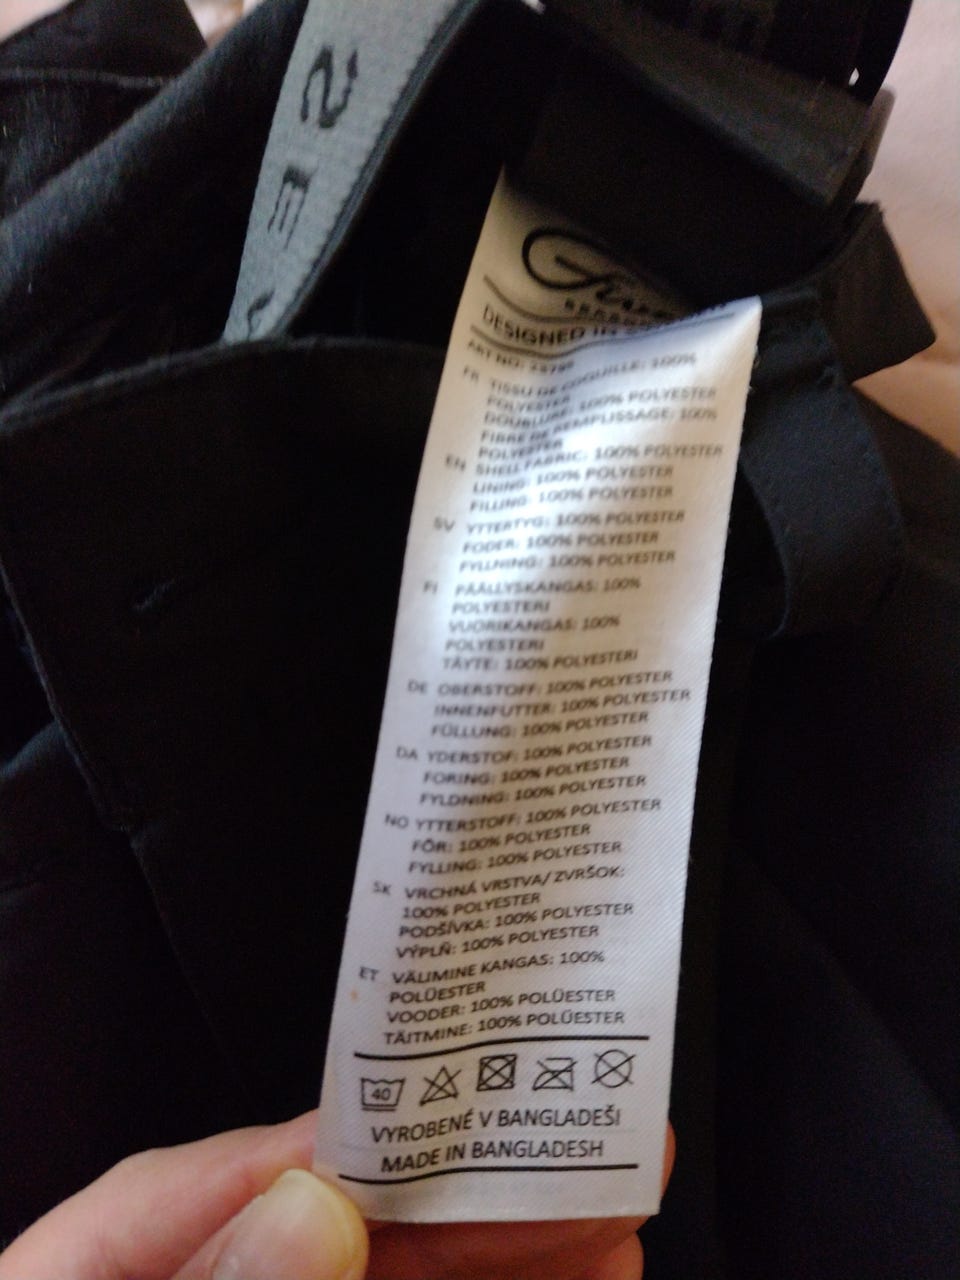 DESIGNED IN
ART NO:
FR TISSU DE COQUILLE: 100%
POLYESTER
DOUBLURE: 100% POLYESTER
FIBRE DE REMPLISSAGE: 100%
POLYESTER
EN SHELL FABRIC: 100% POLYESTER
LINING: 100% POLYESTER
FILLING: 100% POLYESTER
SV YTTERTYG: 100% POLYESTER
FODER: 100% POLYESTER
FYLLNING: 100% POLYESTER
FI PÄÄLLYSKANGAS: 100%
POLYESTERI
VUORIKANGAS: 100%
POLYESTERI
TÄYTE: 100% POLYESTERI
DE OBERSTOFF: 100% POLYESTER
INNENFUTTER: 100% POLYESTER
FÜLLUNG: 100% POLYESTER
DA YDERSTOF: 100% POLYESTER
FORING: 100% POLYESTER
FYLDNING: 100% POLYESTER
NO YTTERSTOFF: 100% POLYESTER
FÔR: 100% POLYESTER
FYLLING: 100% POLYESTER
SK VRCHNÁ VRSTVA/ ZVRŠOK:
100% POLYESTER
PODŠÍVKA: 100% POLYESTER
VÝPLŇ: 100% POLYESTER
ET VÄLIMINE KANGAS: 100%
POLÜESTER
VOODER: 100% POLÜESTER
TÄITMINE: 100% POLÜESTER
40
VYROBENÉ V BANGLADEŠI
MADE IN BANGLADESH